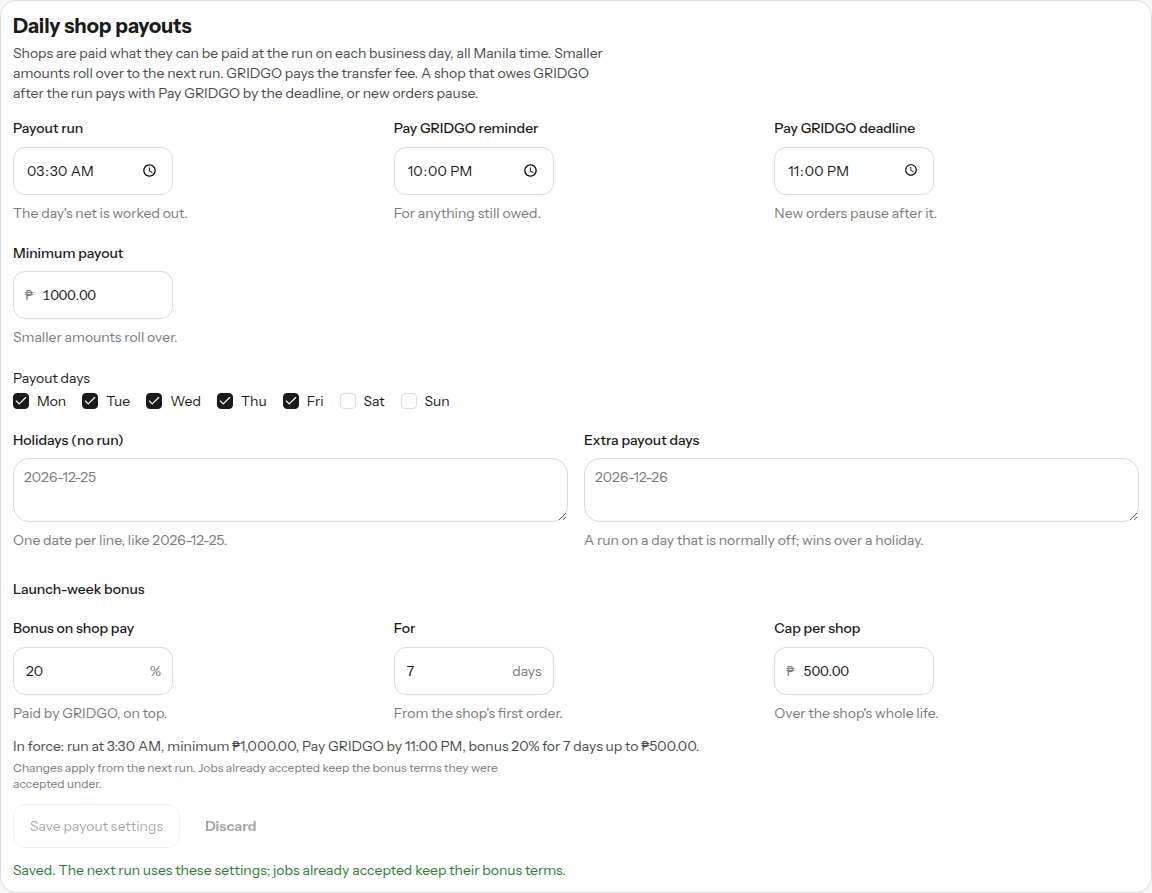 Daily shop payouts
Shops are paid what they can be paid at the run on each business day, all Manila time. Smaller
amounts roll over to the next run. GRIDGO pays the transfer fee. A shop that owes GRIDGO
after the run pays with Pay GRIDGO by the deadline, or new orders pause.
Payout run
Pay GRIDGO reminder
Pay GRIDGO deadline
03:30 AM
10:00 PM
11:00 PM
The day's net is worked out.
For anything still owed.
New orders pause after it.
Minimum payout
₱ 1000.00
Smaller amounts roll over.
Payout days
Mon Tue Wed Thu Fri Sat Sun
Holidays (no run)
Extra payout days
2026-12-25
2026-12-26
One date per line, like 2026-12-25.
A run on a day that is normally off; wins over a holiday.
Launch-week bonus
Bonus on shop pay
For
Cap per shop
20 %
7 days
₱ 500.00
Paid by GRIDGO, on top.
From the shop's first order.
Over the shop's whole life.
In force: run at 3:30 AM, minimum ₱1,000.00, Pay GRIDGO by 11:00 PM, bonus 20% for 7 days up to ₱500.00.
Changes apply from the next run. Jobs already accepted keep the bonus terms they were
accepted under.
Save payout settings
Discard
Saved. The next run uses these settings; jobs already accepted keep their bonus terms.